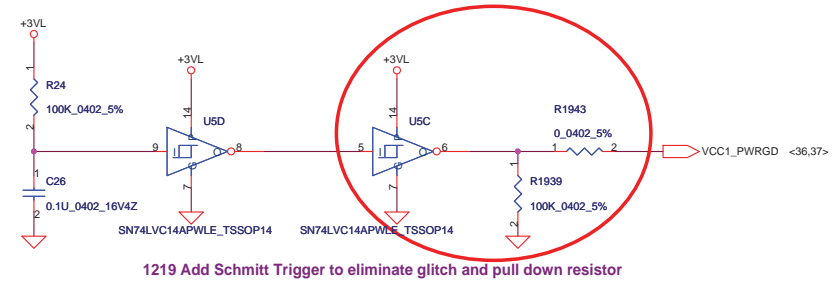 +3VL
1
R24
100K_0402_5%
2
1
C26
0.1U_0402_16V4Z
2
+3VL
14
U5D
9
P
G
8
7
SN74LVC14APWLE_TSSOP14
+3VL
14
U5C
5
P
G
6
7
SN74LVC14APWLE_TSSOP14
R1943
0_0402_5%
1
2
1
R1939
100K_0402_5%
2
VCC1_PWRGD <36,37>
1219 Add Schmitt Trigger to eliminate glitch and pull down resistor